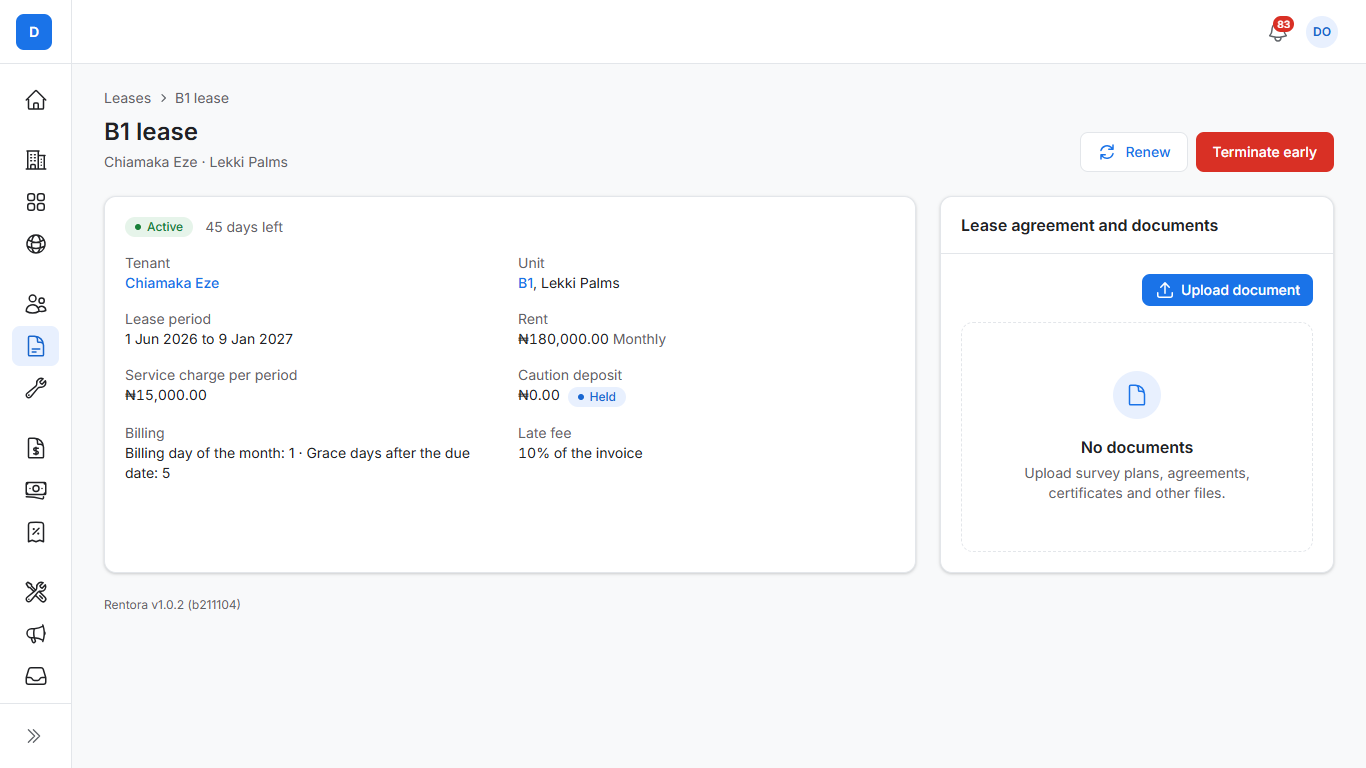 D
83
DO
Leases > B1 lease
B1 lease
Chiamaka Eze · Lekki Palms
Renew
Terminate early
Active
45 days left
Tenant
Chiamaka Eze
Unit
B1, Lekki Palms
Lease period
1 Jun 2026 to 9 Jan 2027
Rent
₦180,000.00 Monthly
Service charge per period
₦15,000.00
Caution deposit
₦0.00 Held
Billing
Billing day of the month: 1 · Grace days after the due
date: 5
Late fee
10% of the invoice
Lease agreement and documents
Upload document
No documents
Upload survey plans, agreements,
certificates and other files.
Rentora v1.0.2 (b211104)